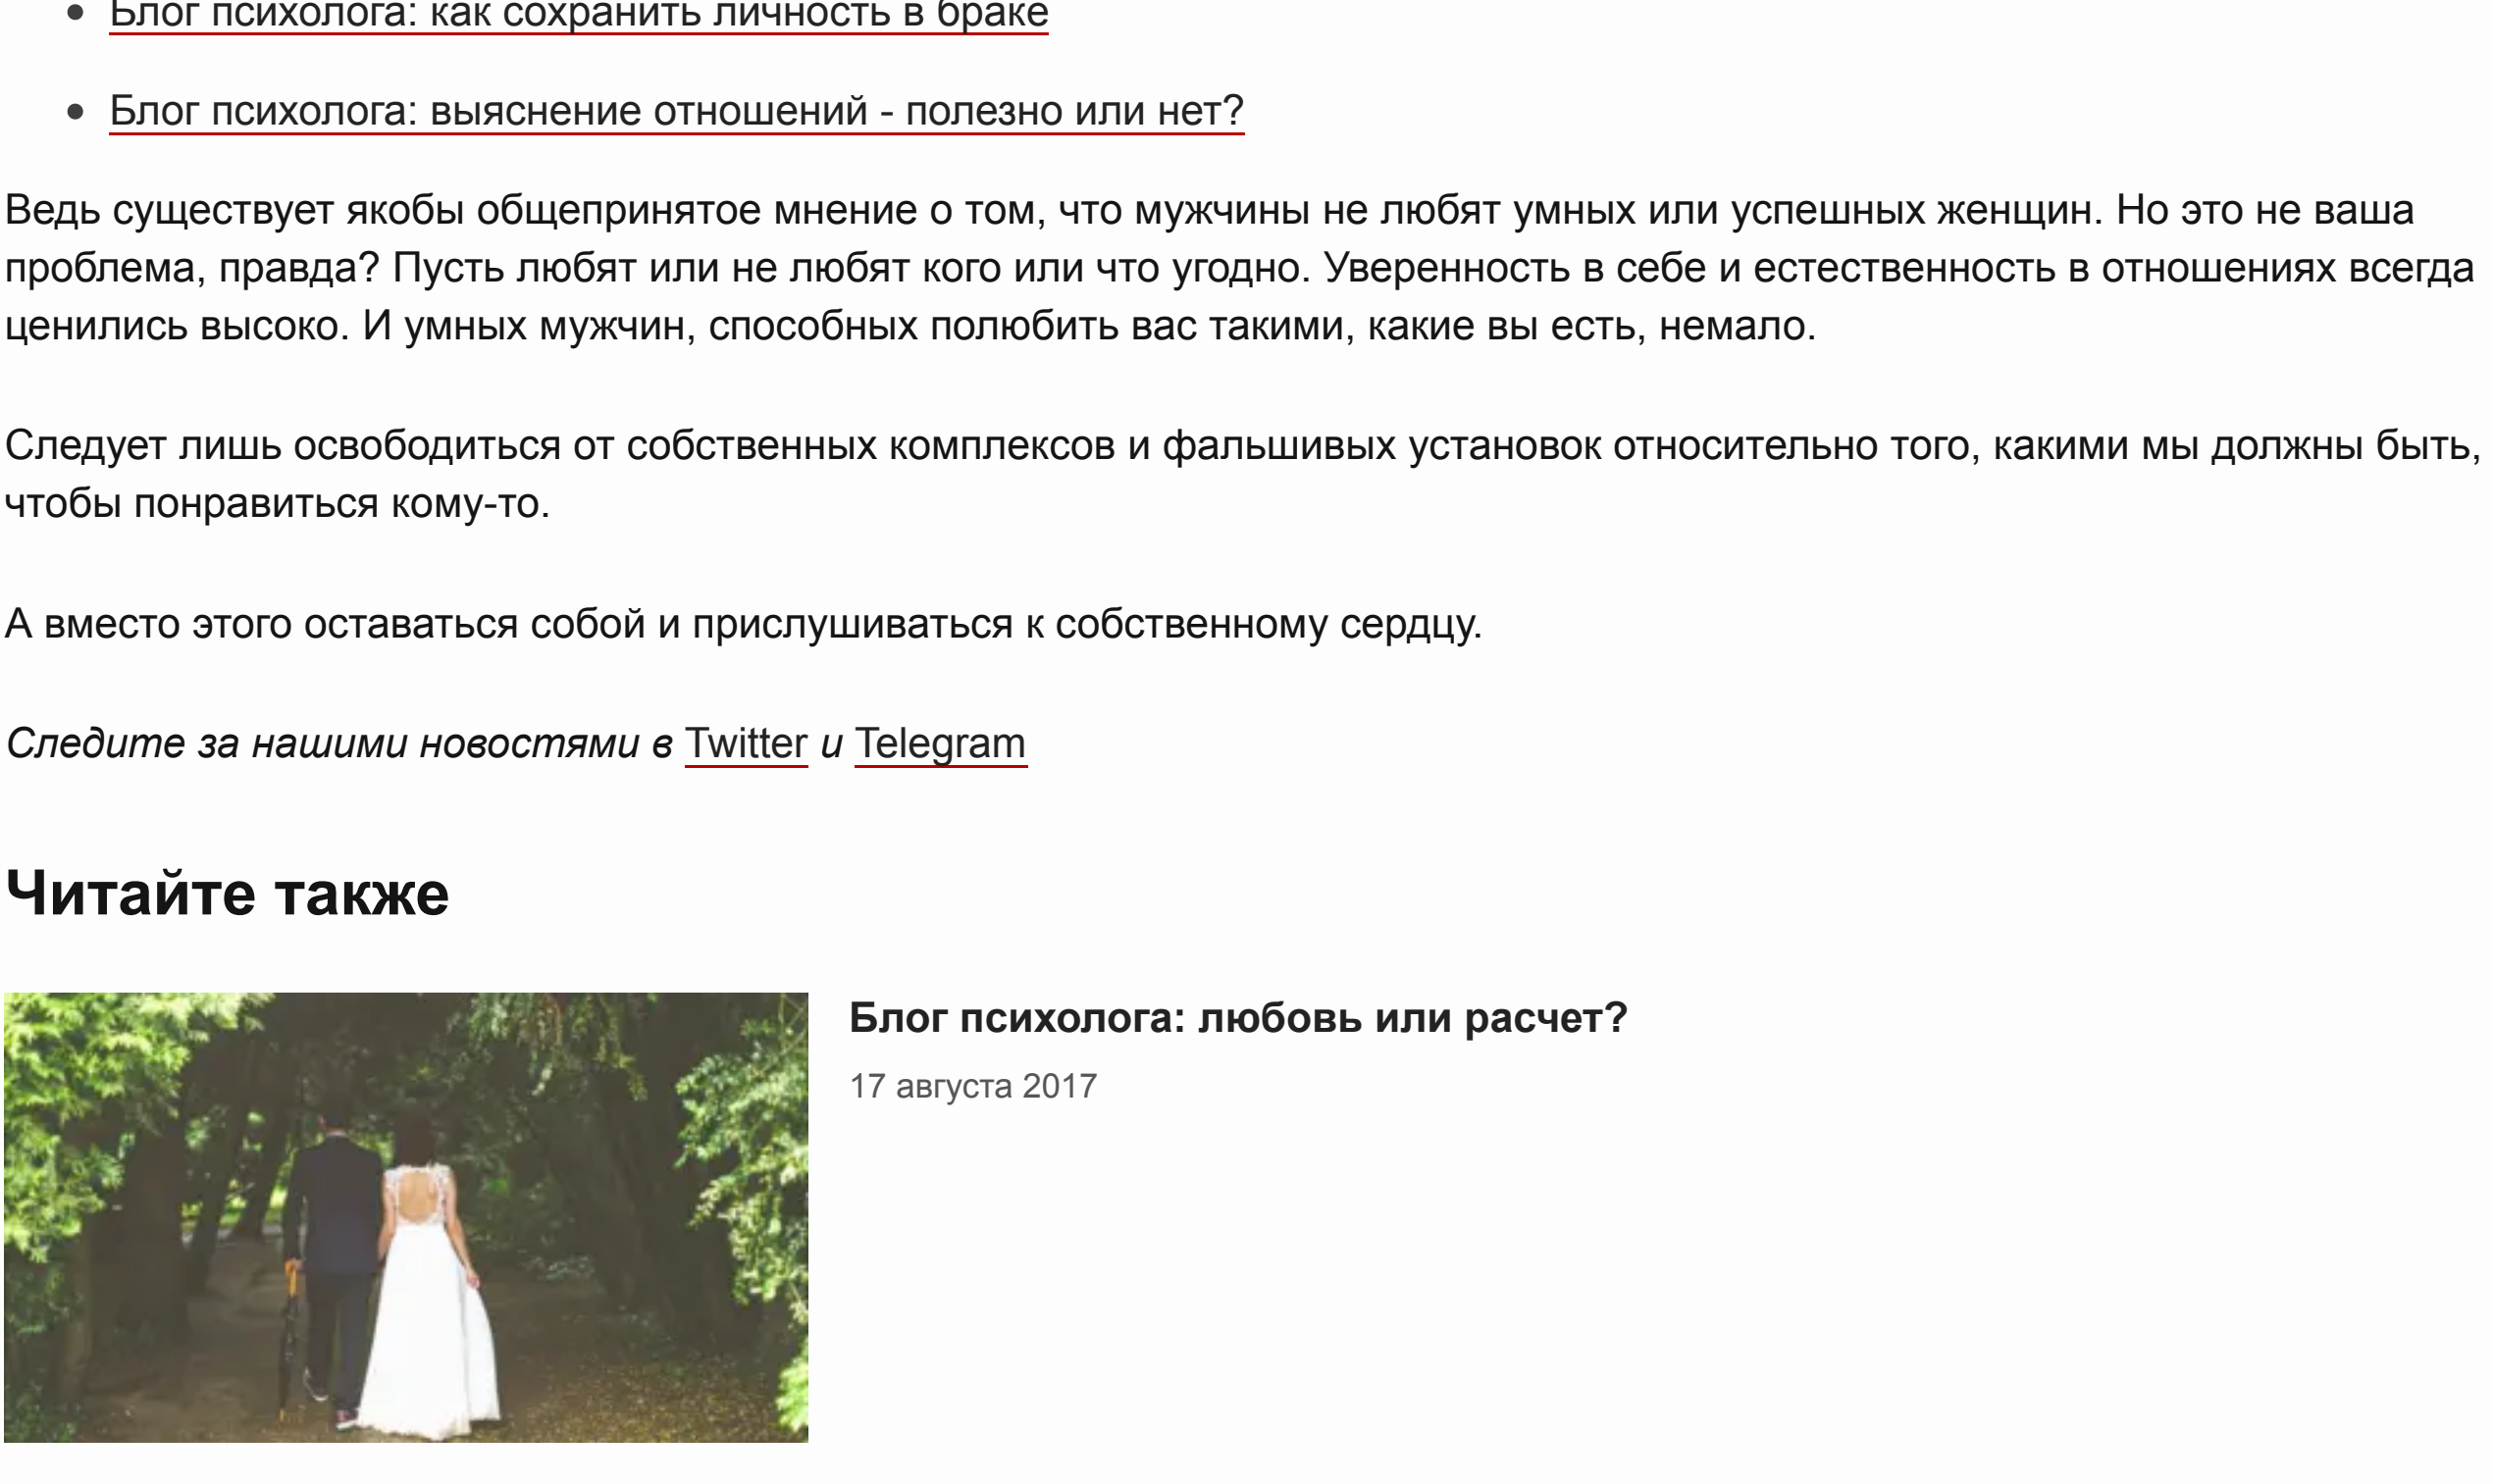 Блог психолога: как сохранить личность в браке
Блог психолога: выяснение отношений - полезно или нет?
Ведь существует якобы общепринятое мнение о том, что мужчины не любят умных или успешных женщин. Но это не ваша
проблема, правда? Пусть любят или не любят кого или что угодно. Уверенность в себе и естественность в отношениях всегда
ценились высоко. И умных мужчин, способных полюбить вас такими, какие вы есть, немало.
Следует лишь освободиться от собственных комплексов и фальшивых установок относительно того, какими мы должны быть,
чтобы понравиться кому-то.
А вместо этого оставаться собой и прислушиваться к собственному сердцу.
Следите за нашими новостями в Twitter и Telegram
Читайте также
Блог психолога: любовь или расчет?
17 августа 2017